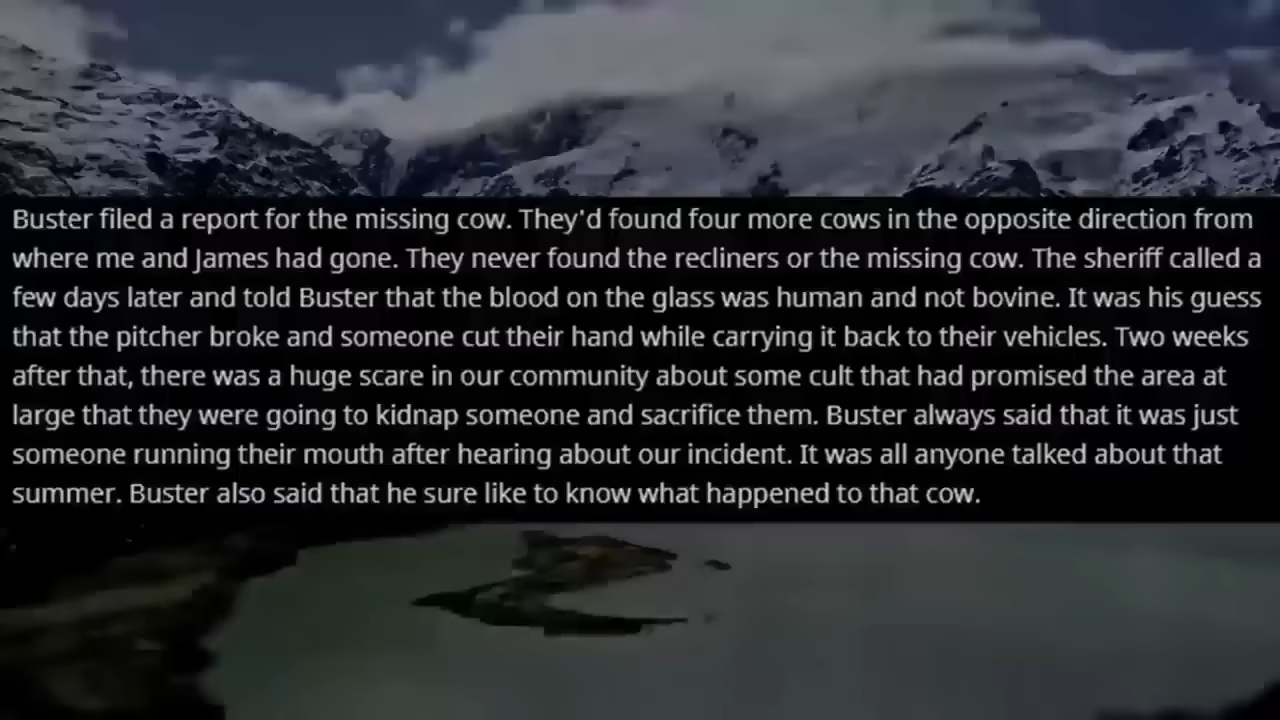 Buster filed a report for the missing cow. They'd found four more cows in the opposite direction from
where me and James had gone. They never found the recliners or the missing cow. The sheriff called a
few days later and told Buster that the blood on the glass was human and not bovine. It was his guess
that the pitcher broke and someone cut their hand while carrying it back to their vehicles. Two weeks
after that, there was a huge scare in our community about some cult that had promised the area at
large that they were going to kidnap someone and sacrifice them. Buster always said that it was just
someone running their mouth after hearing about our incident. It was all anyone talked about that
summer. Buster also said that he sure like to know what happened to that cow.